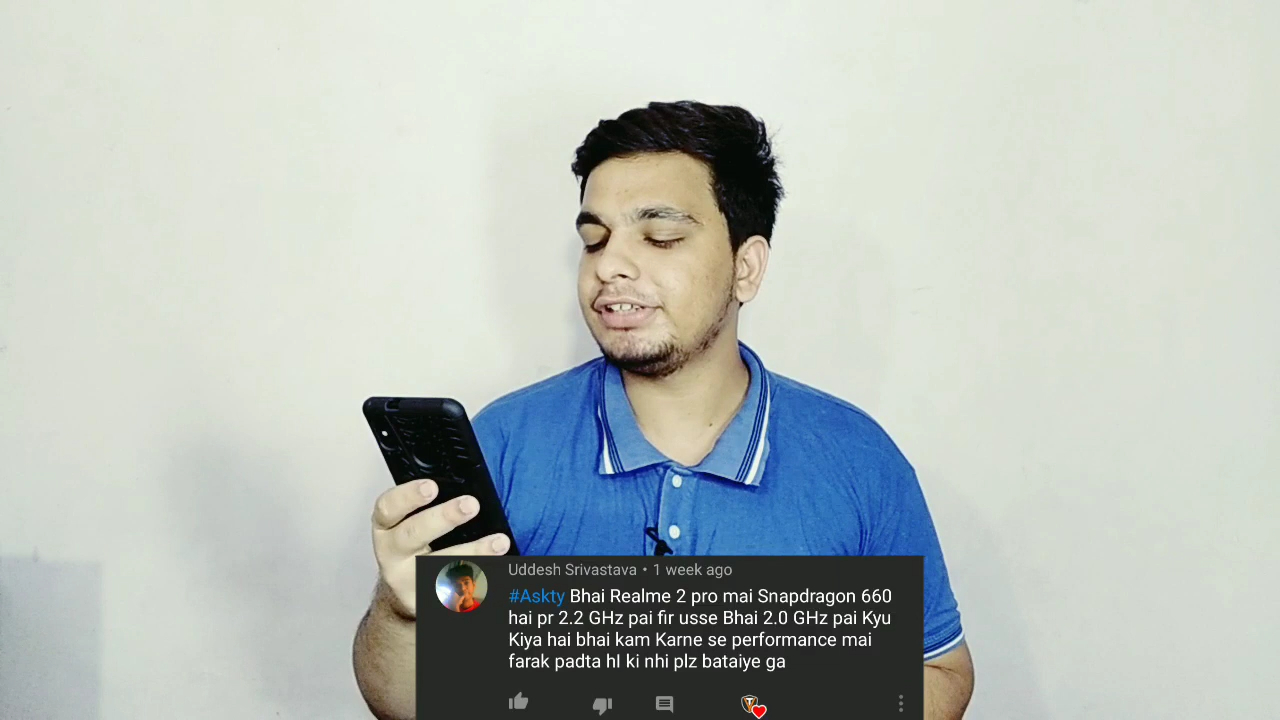 Uddesh Srivastava • 1 week ago
#Askty Bhai Realme 2 pro mai Snapdragon 660
hai pr 2.2 GHz pai fir usse Bhai 2.0 GHz pai Kyu
Kiya hai bhai kam Karne se performance mai
farak padta hI ki nhi plz bataiye ga